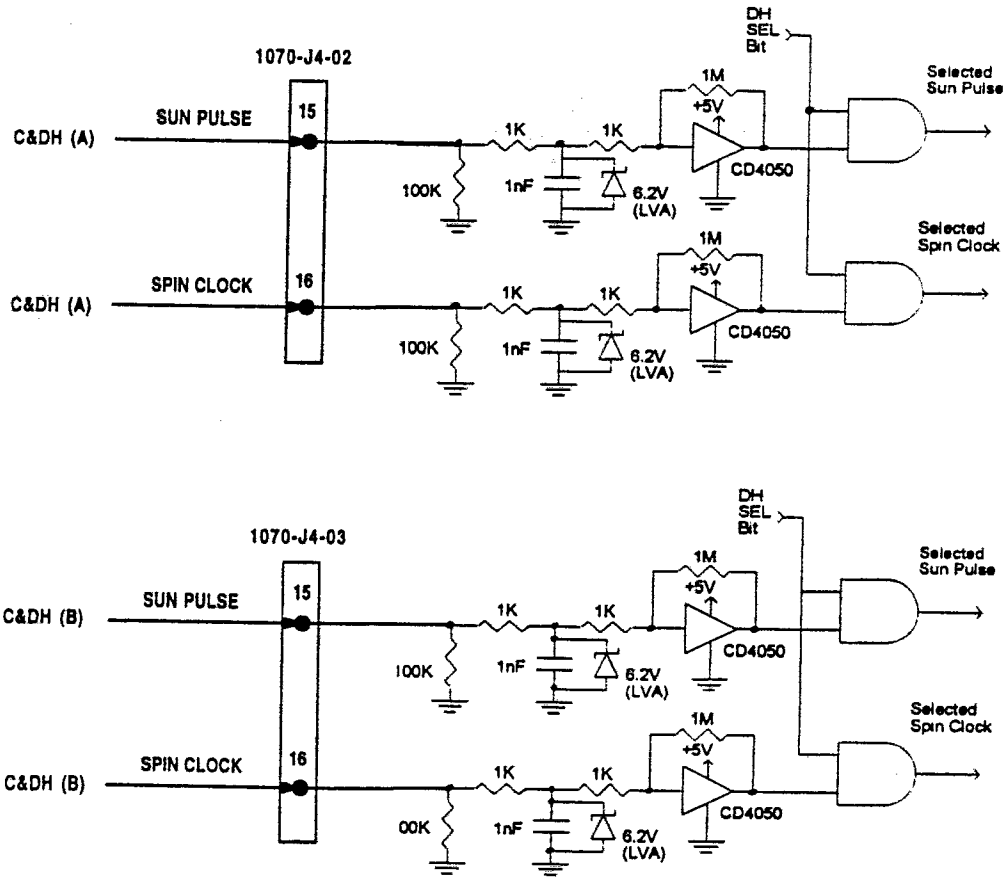 DH
SEL
Bit
1070-J4-02
1M
+5V
Selected
Sun Pulse
C&DH (A)
SUN PULSE
15
1K
1K
CD4050
100K
1nF
6.2V
(LVA)
Selected
Spin Clock
1M
+5V
C&DH (A)
SPIN CLOCK
16
1K
1K
CD4050
100K
1nF
6.2V
(LVA)
DH
SEL
Bit
1070-J4-03
1M
+5V
Selected
Sun Pulse
C&DH (B)
SUN PULSE
15
1K
1K
CD4050
100K
1nF
6.2V
(LVA)
Selected
Spin Clock
1M
+5V
C&DH (B)
SPIN CLOCK
16
1K
1K
CD4050
00K
1nF
6.2V
(LVA)